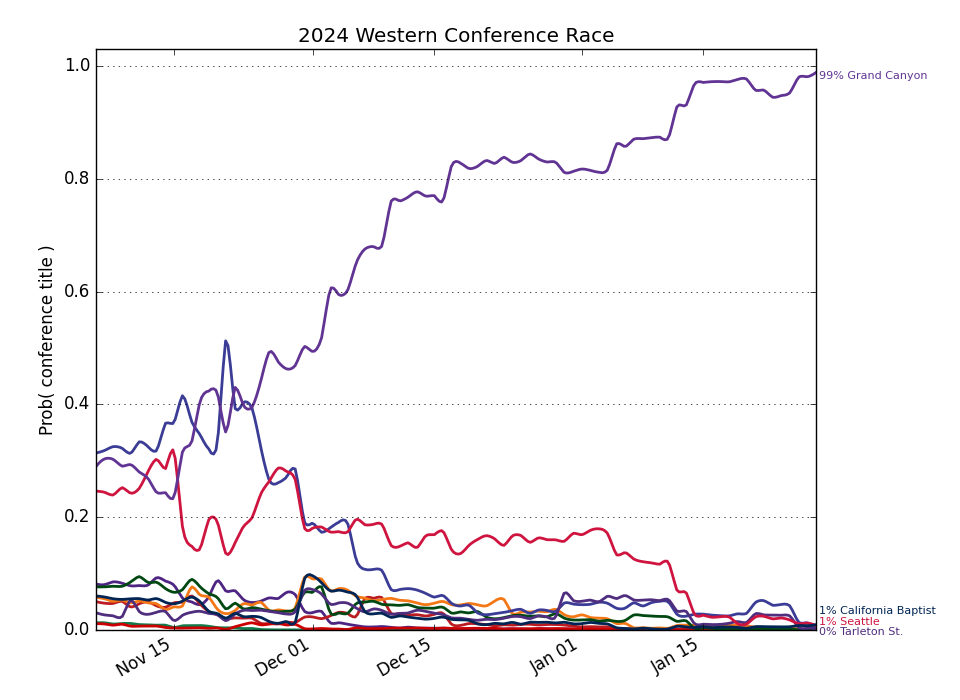 2024 Western Conference Race
Prob( conference title )
1.0
0.8
0.6
0.4
0.2
0.0
Nov 15
Dec 01
Dec 15
Jan 01
Jan 15
99% Grand Canyon
1% California Baptist
1% Seattle
0% Tarleton St.